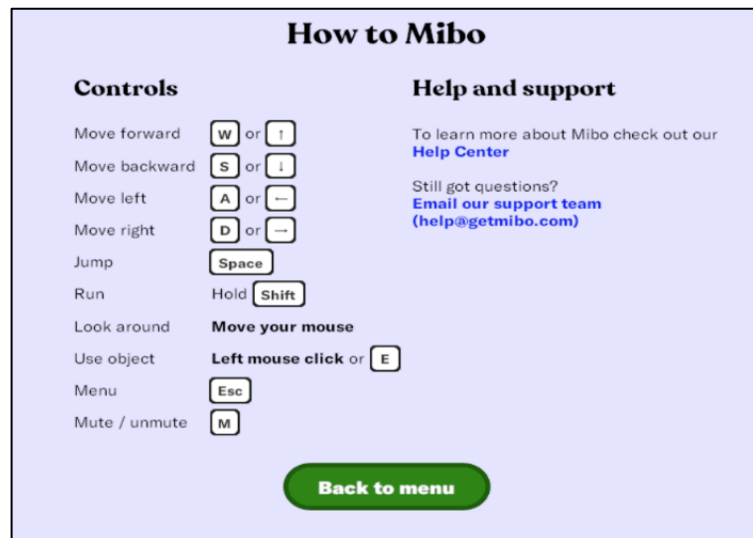 How to Mibo
Controls
Move forward W or ↑
Move backward S or ↓
Move left A or ←
Move right D or →
Jump Space
Run Hold Shift
Look around Move your mouse
Use object Left mouse click or E
Menu Esc
Mute / unmute M
Help and support
To learn more about Mibo check out our
Help Center
Still got questions?
Email our support team
(help@getmibo.com)
Back to menu